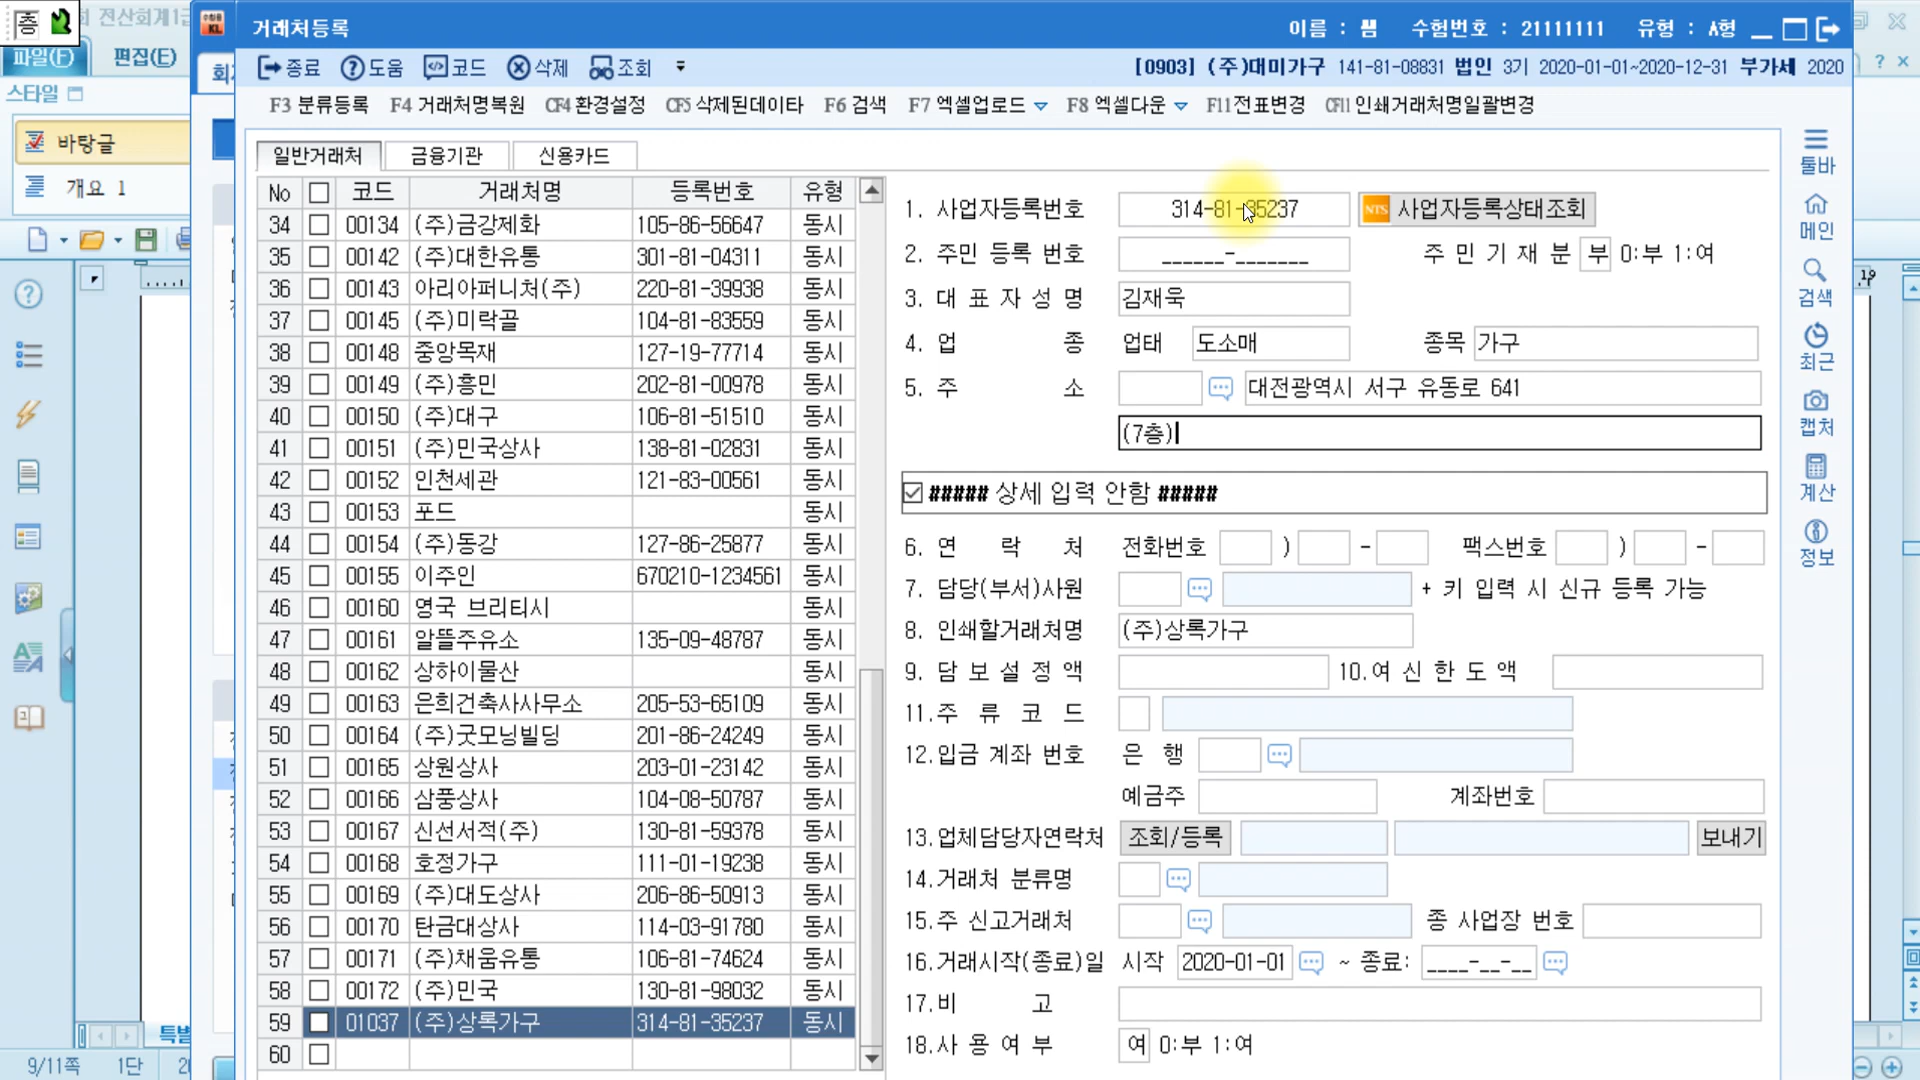 층
회 전산회계1급
파일(F) 편집(E)
스타일
바탕글
개요 1
거래처등록 이름 : 뾤 수험번호 : 21111111 유형 : A형
종료 도움 코드 삭제 조회 [0903] (주)대미가구 141-81-08831 법인 3기 2020-01-01~2020-12-31 부가세 2020
F3 분류등록 F4 거래처명복원 CF4 환경설정 CF5 삭제된데이타 F6 검색 F7 엑셀업로드 F8 엑셀다운 F11전표변경 CF11 인쇄거래처명일괄변경
일반거래처 금융기관 신용카드
No 코드 거래처명 등록번호 유형
34 00134 (주)금강제화 105-86-56647 동시
35 00142 (주)대한유통 301-81-04311 동시
36 00143 아리아퍼니처(주) 220-81-39938 동시
37 00145 (주)미락골 104-81-83559 동시
38 00148 중앙목재 127-19-77714 동시
39 00149 (주)흥민 202-81-00978 동시
40 00150 (주)대구 106-81-51510 동시
41 00151 (주)민국상사 138-81-02831 동시
42 00152 인천세관 121-83-00561 동시
43 00153 포드 동시
44 00154 (주)동강 127-86-25877 동시
45 00155 이주인 670210-1234561 동시
46 00160 영국 브리티시 동시
47 00161 알뜰주유소 135-09-48787 동시
48 00162 상하이물산 동시
49 00163 은희건축사사무소 205-53-65109 동시
50 00164 (주)굿모닝빌딩 201-86-24249 동시
51 00165 상원상사 203-01-23142 동시
52 00166 삼풍상사 104-08-50787 동시
53 00167 신선서적(주) 130-81-59378 동시
54 00168 호정가구 111-01-19238 동시
55 00169 (주)대도상사 206-86-50913 동시
56 00170 탄금대상사 114-03-91780 동시
57 00171 (주)채움유통 106-81-74624 동시
58 00172 (주)민국 130-81-98032 동시
59 01037 (주)상록가구 314-81-35237 동시
60
1. 사업자등록번호 314-81-35237 NTS 사업자등록상태조회
2. 주민 등록 번호 ______-_______ 주 민 기 재 분 부 0:부 1:여
3. 대 표 자 성 명 김재욱
4. 업 종 업태 도소매 종목 가구
5. 주 소 대전광역시 서구 유동로 641
(7층)
##### 상세 입력 안함 #####
6. 연 락 처 전화번호 ) - 팩스번호 ) -
7. 담당(부서)사원 + 키 입력 시 신규 등록 가능
8. 인쇄할거래처명 (주)상록가구
9. 담 보 설 정 액 10.여 신 한 도 액
11.주 류 코 드
12.입금 계좌 번호 은 행
예금주 계좌번호
13.업체담당자연락처 조회/등록 보내기
14.거래처 분류명
15.주 신고거래처 종 사업장 번호
16.거래시작(종료)일 시작 2020-01-01 ~ 종료: ____-__-__
17.비 고
18.사 용 여 부 여 0:부 1:여
툴바
메인
검색
최근
캡처
계산
정보
9/11쪽 1단